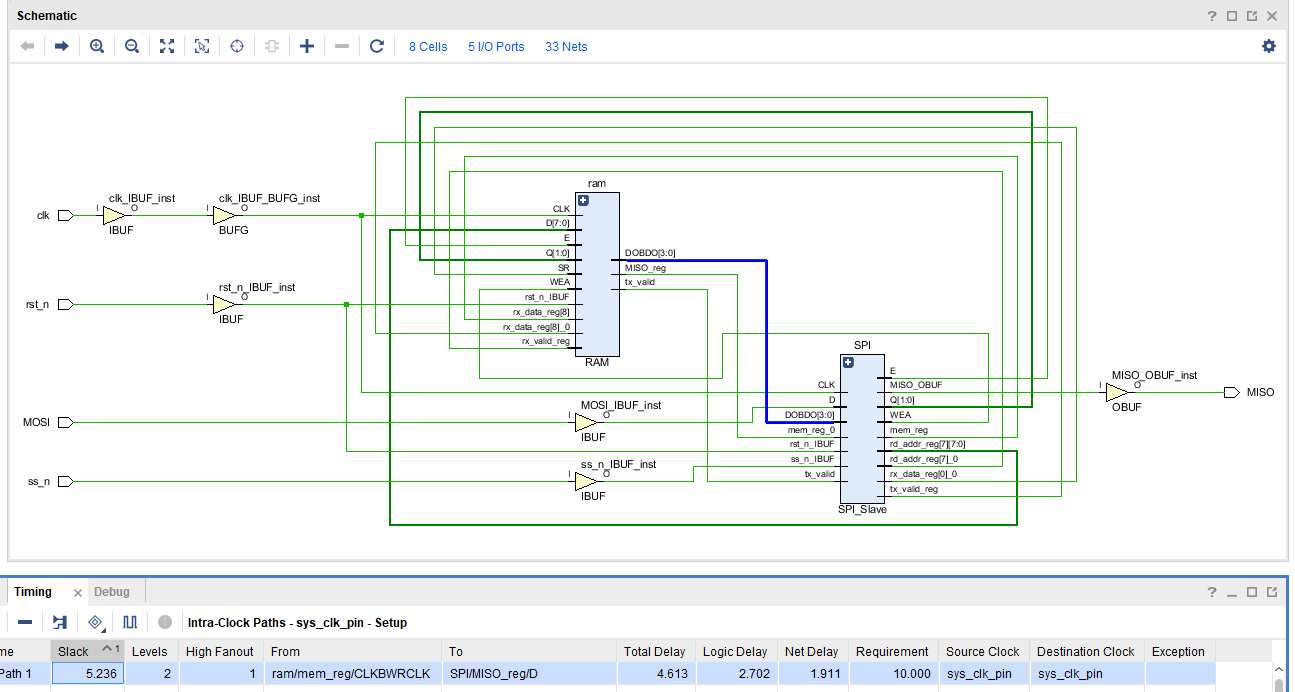 Schematic
8 Cells 5 I/O Ports 33 Nets
clk
I
clk_IBUF_inst
O
IBUF
I
clk_IBUF_BUFG_inst
O
BUFG
rst_n
I
rst_n_IBUF_inst
O
IBUF
MOSI
I
MOSI_IBUF_inst
O
IBUF
ss_n
I
ss_n_IBUF_inst
O
IBUF
ram
CLK
D[7:0]
E
Q[1:0]
SR
WEA
rst_n_IBUF
rx_data_reg[8]
rx_data_reg[8]_0
rx_valid_reg
DOBDO[3:0]
MISO_reg
tx_valid
RAM
SPI
CLK
D
DOBDO[3:0]
mem_reg_0
rst_n_IBUF
ss_n_IBUF
tx_valid
E
MISO_OBUF
Q[1:0]
WEA
mem_reg
rd_addr_reg[7][7:0]
rd_addr_reg[7]_0
rx_data_reg[0]_0
tx_valid_reg
SPI_Slave
I
MISO_OBUF_inst
O
OBUF
MISO
Timing Debug
Intra-Clock Paths - sys_clk_pin - Setup
me Slack 1 Levels High Fanout From To Total Delay Logic Delay Net Delay Requirement Source Clock Destination Clock Exception
Path 1 5.236 2 1 ram/mem_reg/CLKBWRCLK SPI/MISO_reg/D 4.613 2.702 1.911 10.000 sys_clk_pin sys_clk_pin